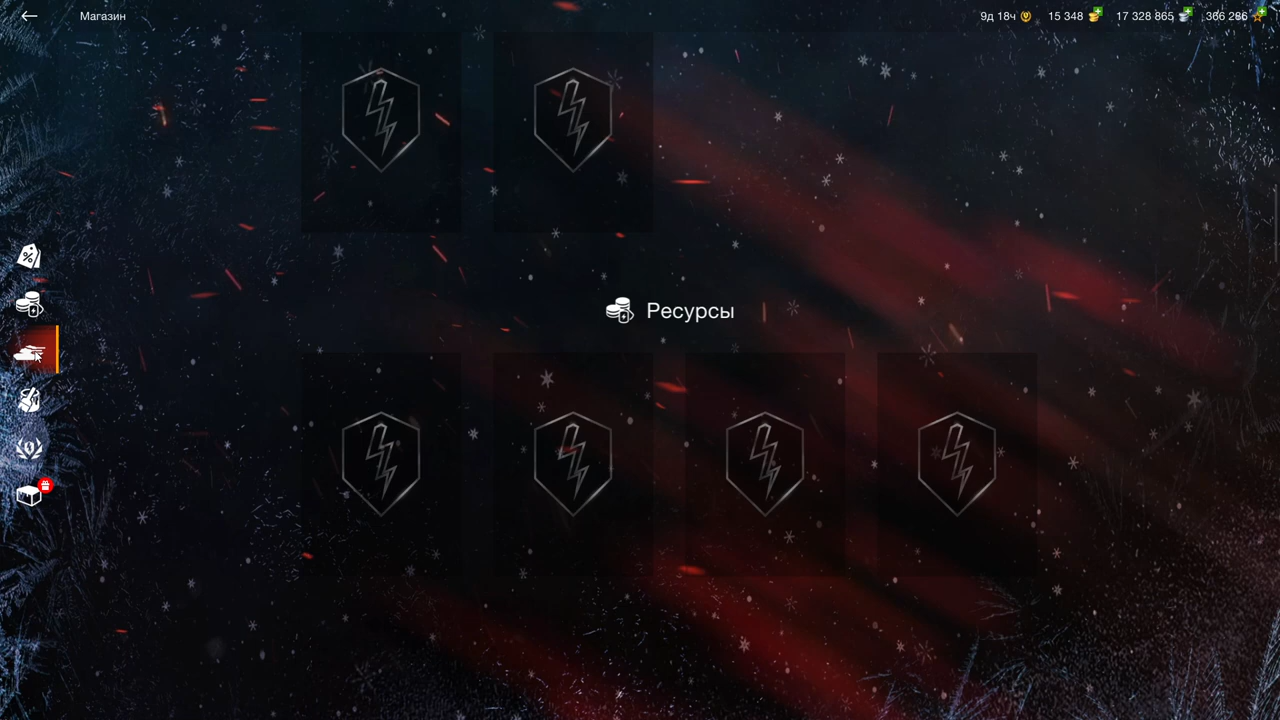 Магазин
9д 18ч
15 348
17 328 865
366 286
Ресурсы